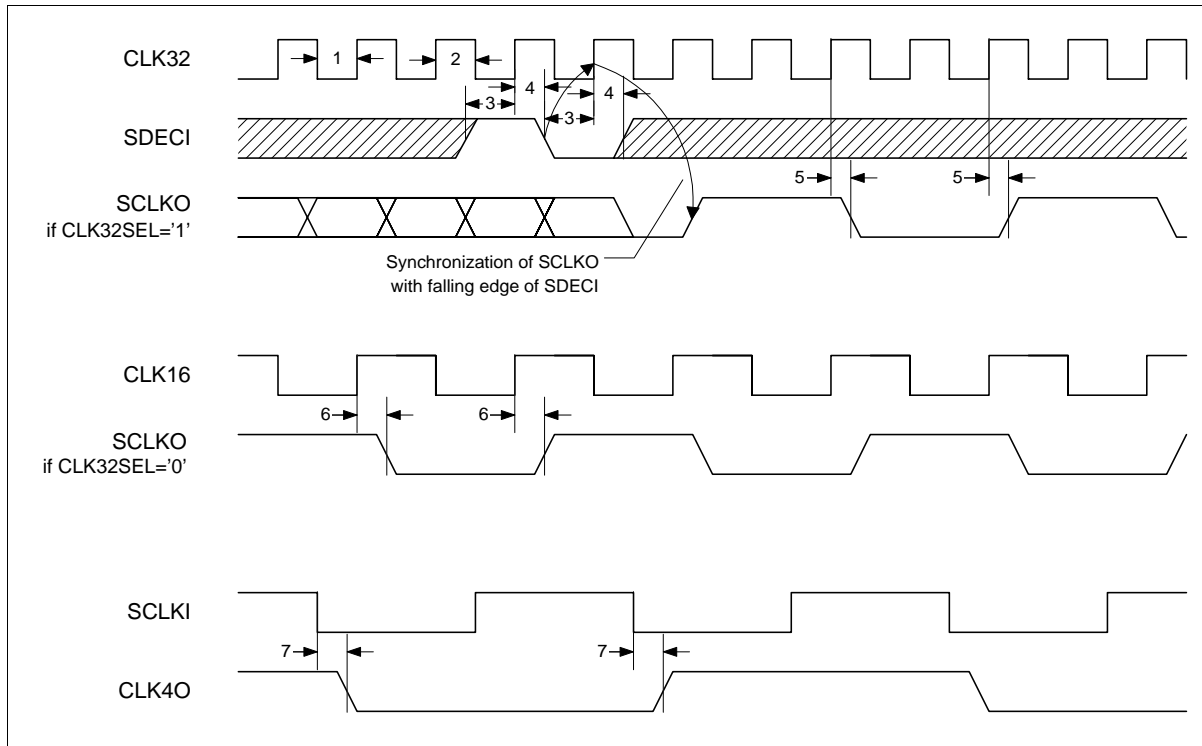 CLK32
1
2
3
4
3
4
SDECI
5
5
SCLKO
if CLK32SEL='1'
Synchronization of SCLKO
with falling edge of SDECI
CLK16
6
6
SCLKO
if CLK32SEL='0'
SCLKI
7
7
CLK4O